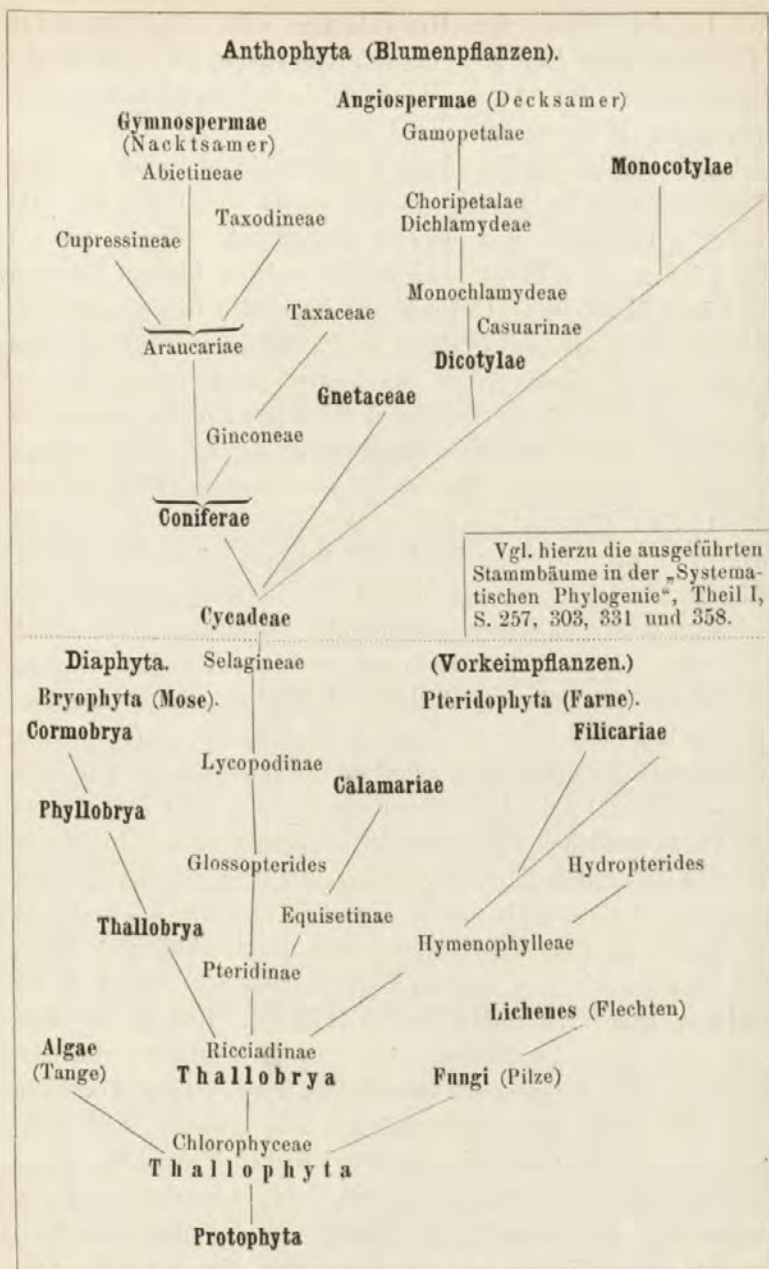 Anthophyta (Blumenpflanzen).
Angiospermae (Decksamer)
Gymnospermae
(Nacktsamer)
Gamopetalae
Abietineae
Monocotylae
Choripetalae
Taxodineae
Dichlamydeae
Cupressineae
Monochlamydeae
Taxaceae
Casuarinae
Araucariae
Dicotylae
Gnetaceae
Ginconeae
Coniferae
Vgl. hierzu die ausgeführten
Stammbäume in der „Systema-
tischen Phylogenie“, Theil I,
S. 257, 303, 331 und 358.
Cycadeae
Diaphyta. Selagineae (Vorkeimpflanzen.)
Bryophyta (Mose). Pteridophyta (Farne).
Cormobrya Filicariae
Lycopodinae
Calamariae
Phyllobrya
Glossopterides Hydropterides
Equisetinae
Thallobrya
Hymenophylleae
Pteridinae
Lichenes (Flechten)
Algae Ricciadinae
(Tange) Thallobrya Fungi (Pilze)
Chlorophyceae
Thallophyta
Protophyta